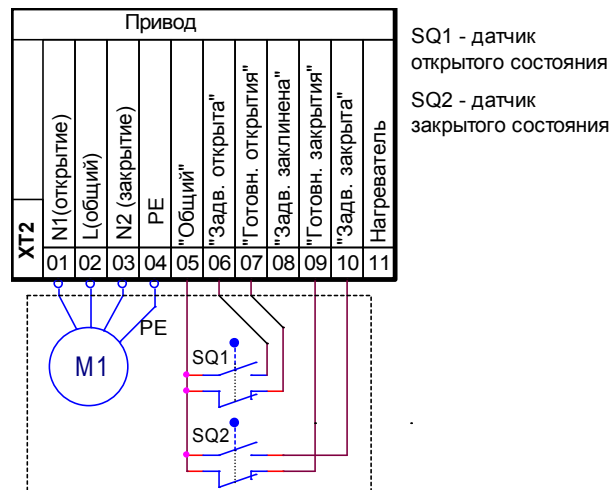 Привод
XT2
N1(открытие)
L(общий)
N2 (закрытие)
PE
"Общий"
"Задв. открыта"
"Готовн. открытия"
"Задв. заклинена"
"Готовн. закрытия"
"Задв. закрыта"
Нагреватель
01 02 03 04 05 06 07 08 09 10 11
SQ1 - датчик
открытого состояния
SQ2 - датчик
закрытого состояния
PE
M1
SQ1
SQ2